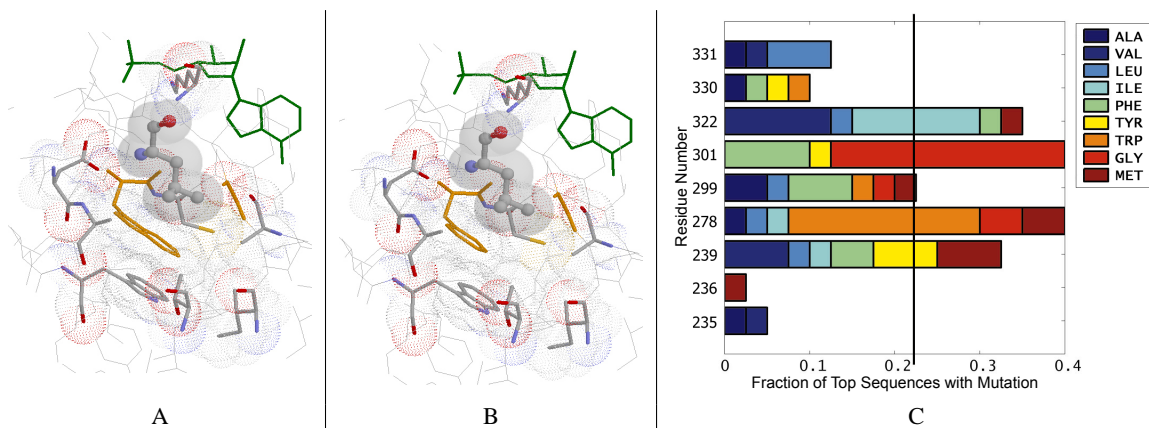 331
330
322
301
299
278
239
236
235
Residue Number
0
0.1
0.2
0.3
0.4
Fraction of Top Sequences with Mutation
ALA
VAL
LEU
ILE
PHE
TYR
TRP
GLY
MET
A
B
C